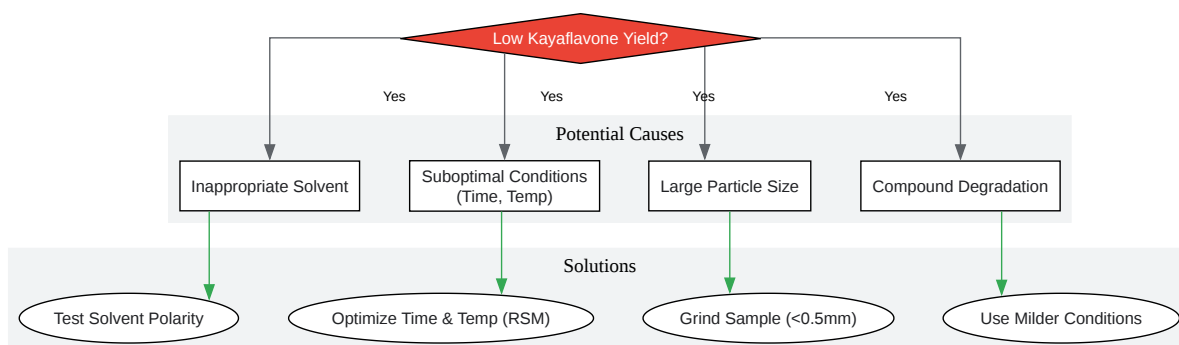 Low Kayaflavone Yield?
Yes
Yes
Yes
Yes
Potential Causes
Inappropriate Solvent
Suboptimal Conditions
(Time, Temp)
Large Particle Size
Compound Degradation
Solutions
Test Solvent Polarity
Optimize Time & Temp (RSM)
Grind Sample (<0.5mm)
Use Milder Conditions